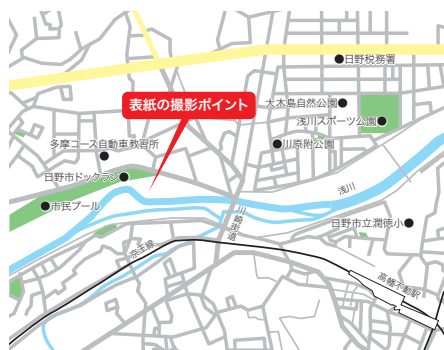 日野税務署
表紙の撮影ポイント
大木島自然公園
浅川スポーツ公園
多摩コース自動車教習所
川原附公園
日野市ドックラン
浅川
市民プール
川崎街道
日野市立潤徳小
京王線
高幡不動駅